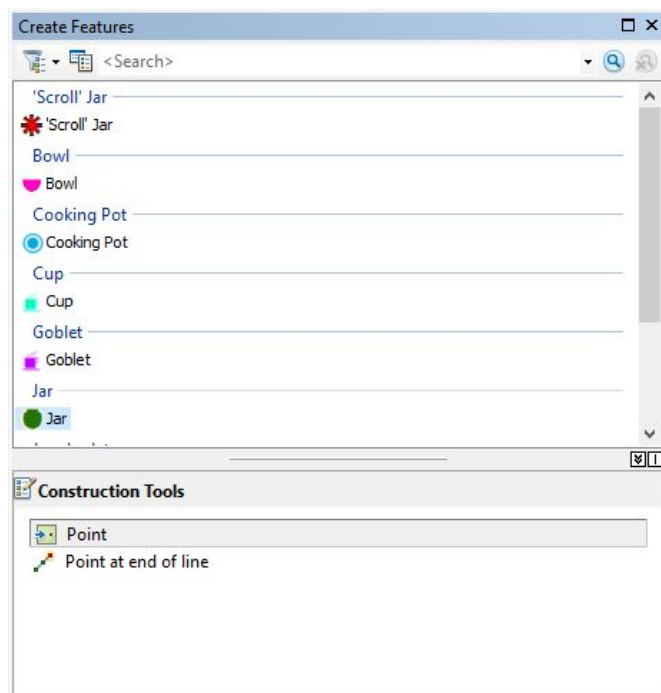 Create Features
<Search>
'Scroll' Jar
'Scroll' Jar
Bowl
Bowl
Cooking Pot
Cooking Pot
Cup
Cup
Goblet
Goblet
Jar
Jar
Construction Tools
Point
Point at end of line